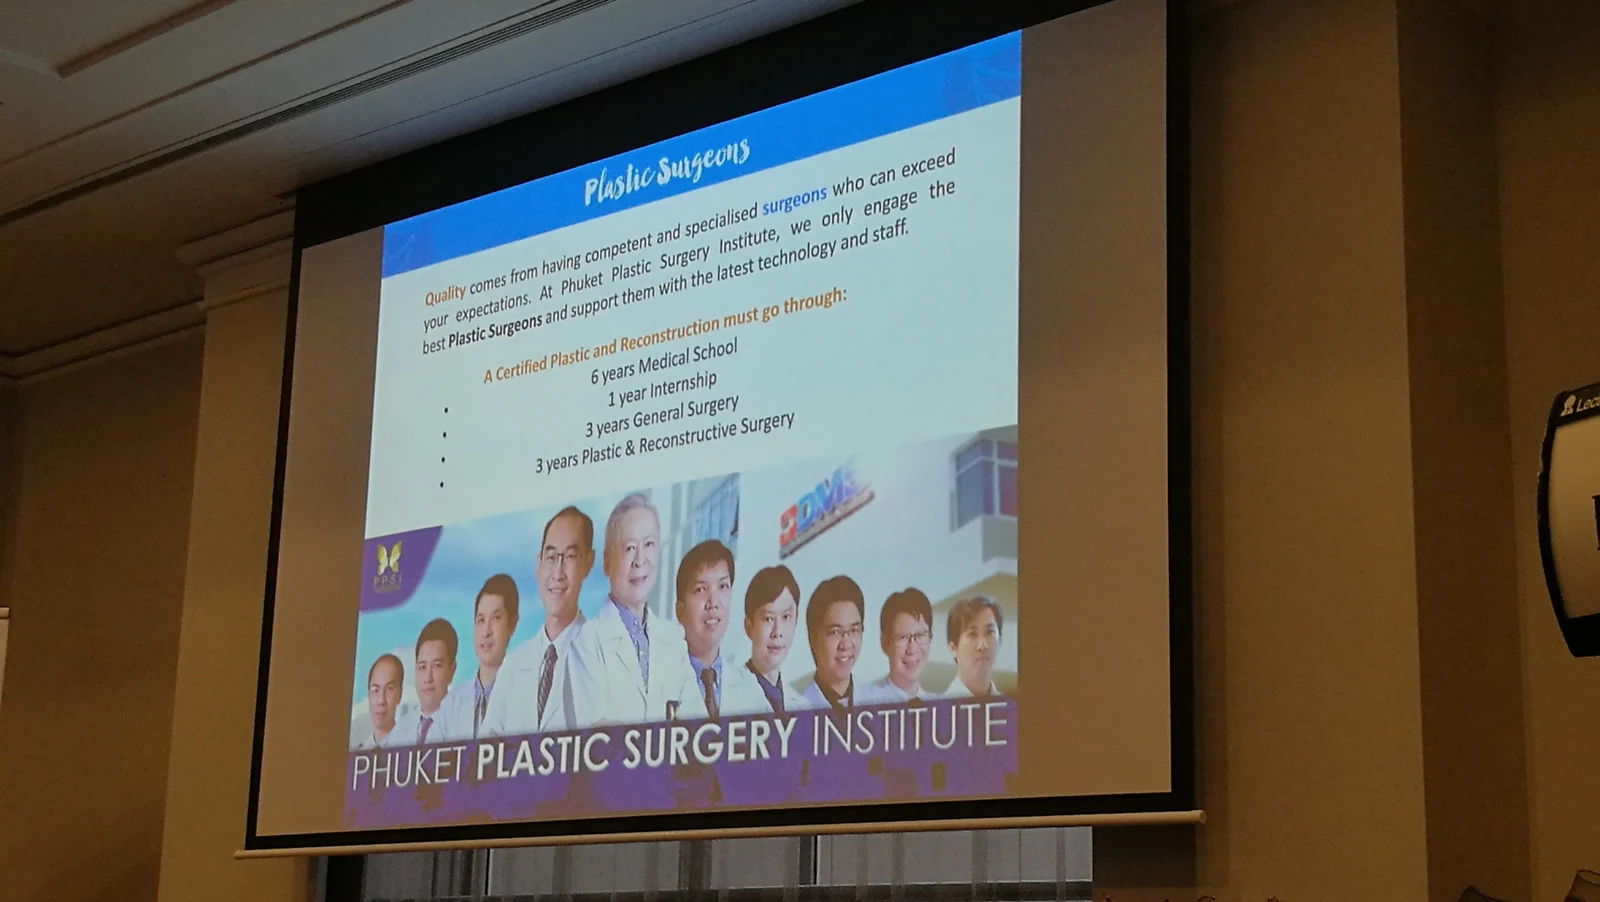 Plastic Surgeons
Quality comes from having competent and specialised surgeons who can exceed
your expectations. At Phuket Plastic Surgery Institute, we only engage the
best Plastic Surgeons and support them with the latest technology and staff.
A Certified Plastic and Reconstruction must go through:
6 years Medical School
1 year Internship
3 years General Surgery
3 years Plastic & Reconstructive Surgery
BDMS
PPSI
PHUKET PLASTIC SURGERY INSTITUTE